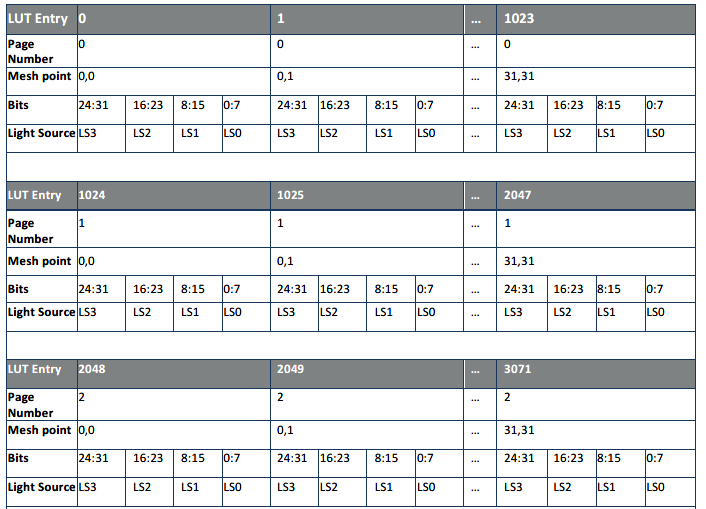 LUT Entry 0 1 ... 1023
Page Number 0 0 ... 0
Mesh point 0,0 0,1 ... 31,31
Bits 24:31 16:23 8:15 0:7 24:31 16:23 8:15 0:7 ... 24:31 16:23 8:15 0:7
Light Source LS3 LS2 LS1 LS0 LS3 LS2 LS1 LS0 ... LS3 LS2 LS1 LS0
LUT Entry 1024 1025 ... 2047
Page Number 1 1 ... 1
Mesh point 0,0 0,1 ... 31,31
Bits 24:31 16:23 8:15 0:7 24:31 16:23 8:15 0:7 ... 24:31 16:23 8:15 0:7
Light Source LS3 LS2 LS1 LS0 LS3 LS2 LS1 LS0 ... LS3 LS2 LS1 LS0
LUT Entry 2048 2049 ... 3071
Page Number 2 2 ... 2
Mesh point 0,0 0,1 ... 31,31
Bits 24:31 16:23 8:15 0:7 24:31 16:23 8:15 0:7 ... 24:31 16:23 8:15 0:7
Light Source LS3 LS2 LS1 LS0 LS3 LS2 LS1 LS0 ... LS3 LS2 LS1 LS0